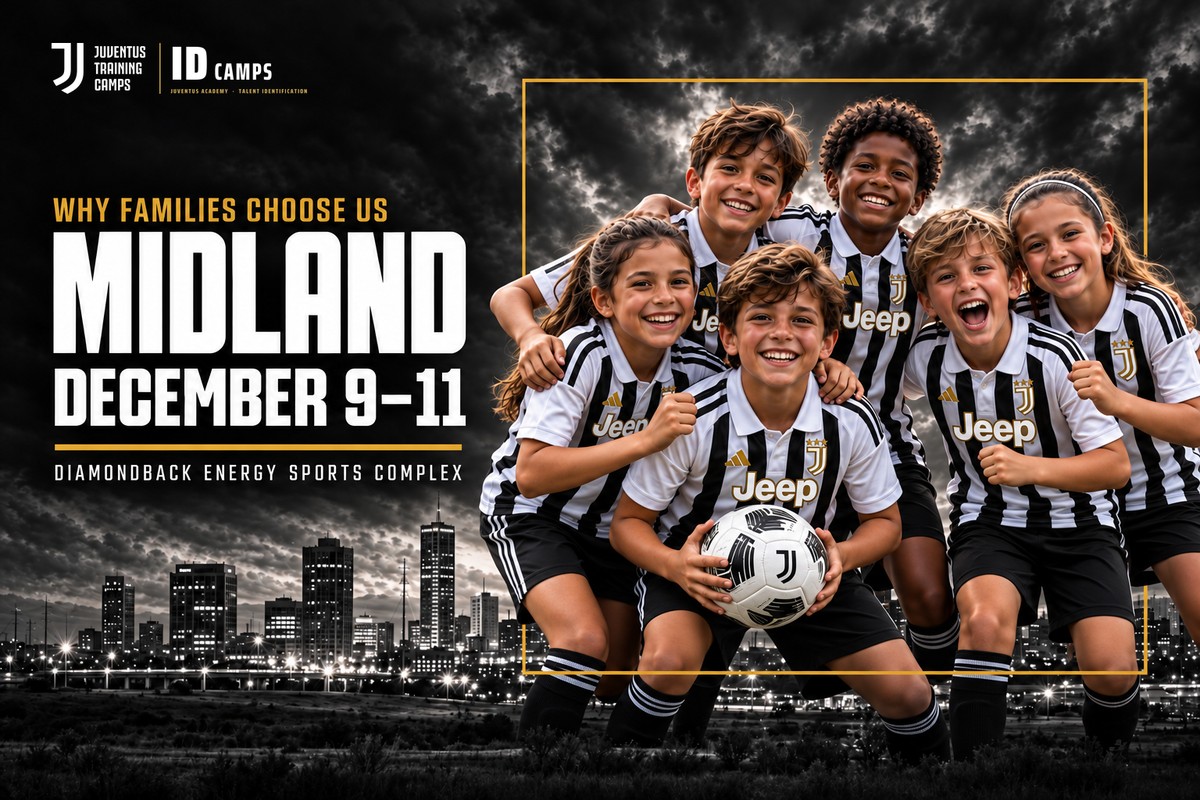 JUVENTUS
TRAINING
CAMPS
ID CAMPS
JUVENTUS ACADEMY · TALENT IDENTIFICATION
WHY FAMILIES CHOOSE US
MIDLAND
DECEMBER 9–11
DIAMONDBACK ENERGY SPORTS COMPLEX
Je
Jeep
Jeep
Jeep
Jeep